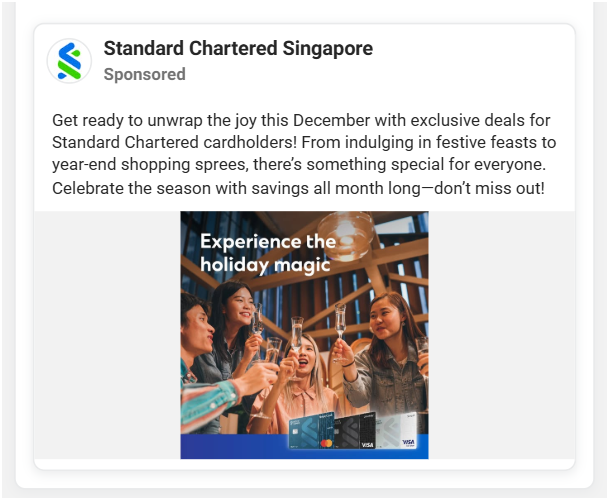 Standard Chartered Singapore
Sponsored
Get ready to unwrap the joy this December with exclusive deals for
Standard Chartered cardholders! From indulging in festive feasts to
year-end shopping sprees, there’s something special for everyone.
Celebrate the season with savings all month long—don’t miss out!
Experience the
holiday magic
VISA
VISA